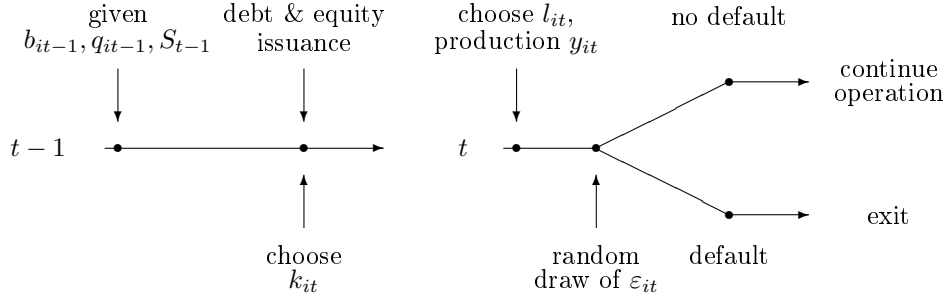 given
b_{it−1}, q_{it−1}, S_{t−1}
debt & equity
issuance
choose l_{it},
production y_{it}
no default
continue
operation
t − 1
t
exit
choose
k_{it}
random
draw of ε_{it}
default